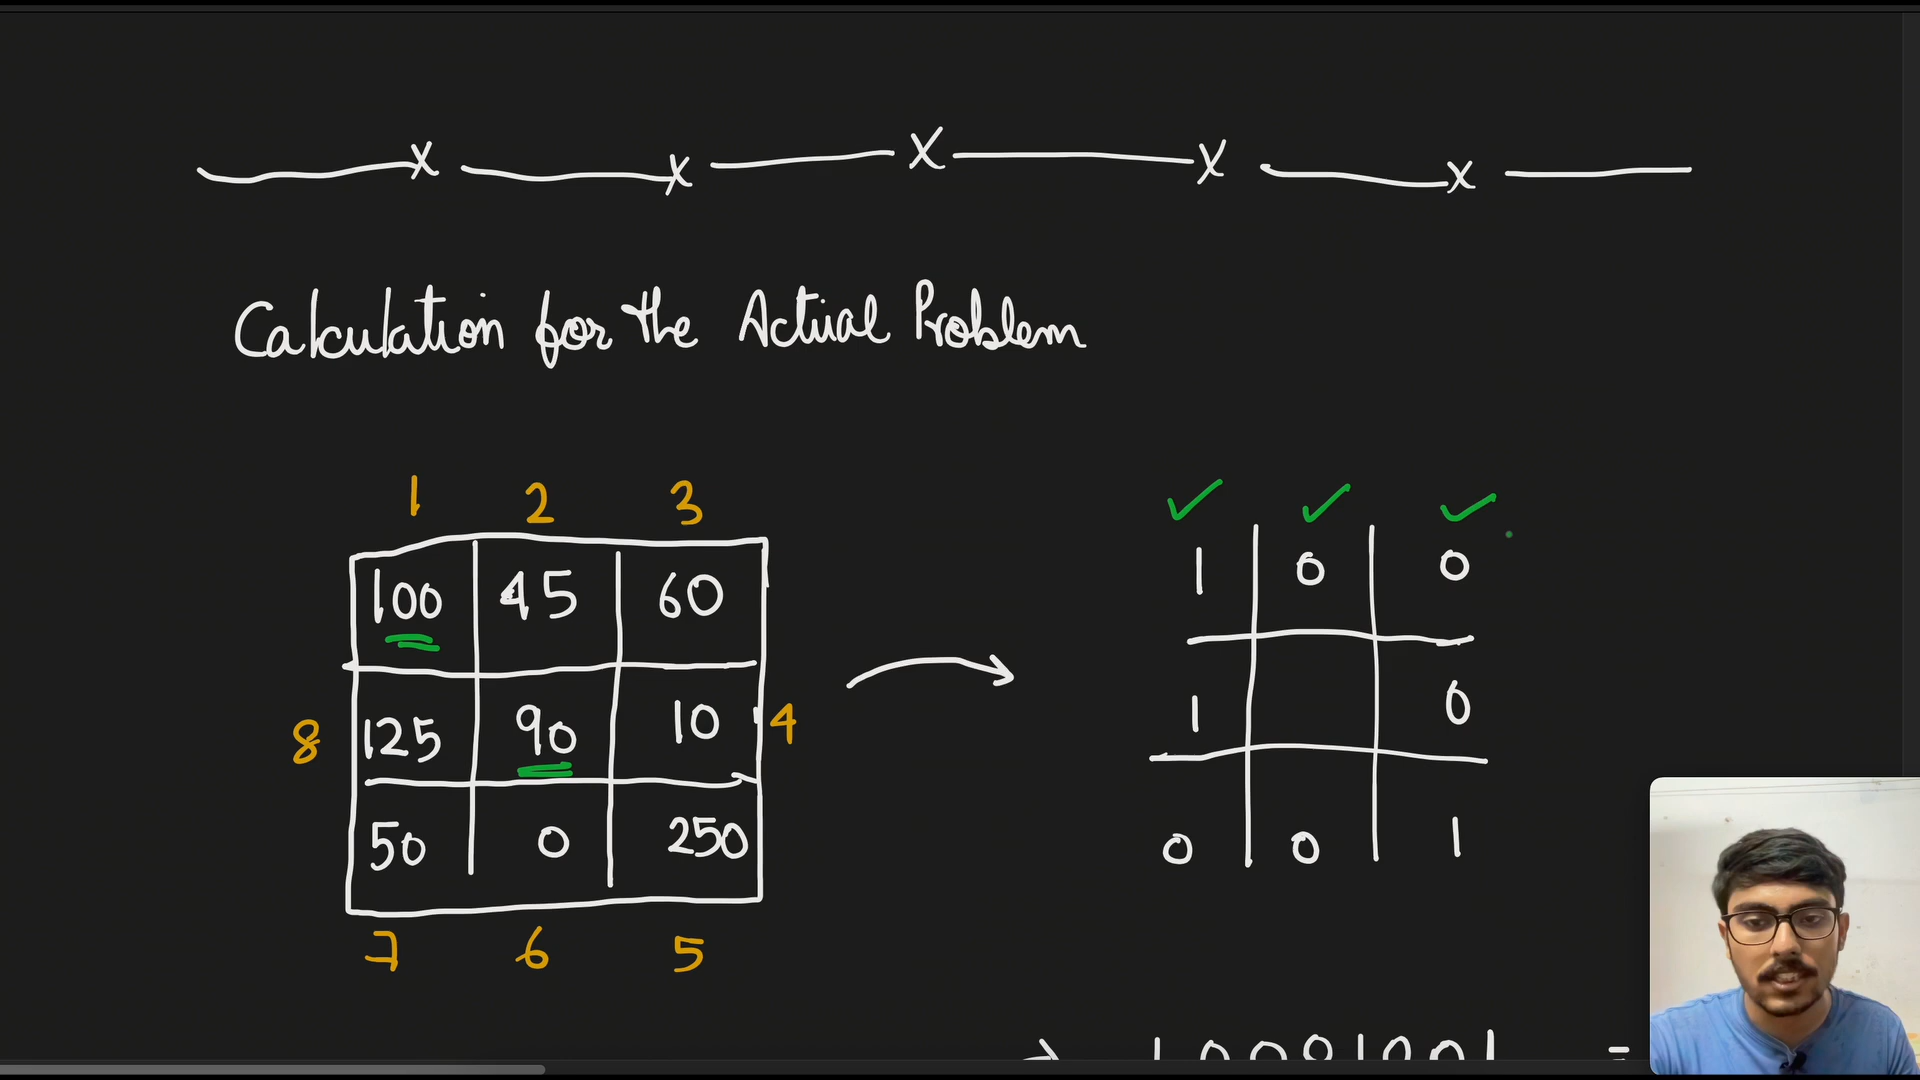 x x x x x
Calculation for the Actual Problem
1 2 3
100 45 60
1 0 0
8 125 90 10 4
1 0
50 0 250
0 0 1
7 6 5
→ 10001001 =